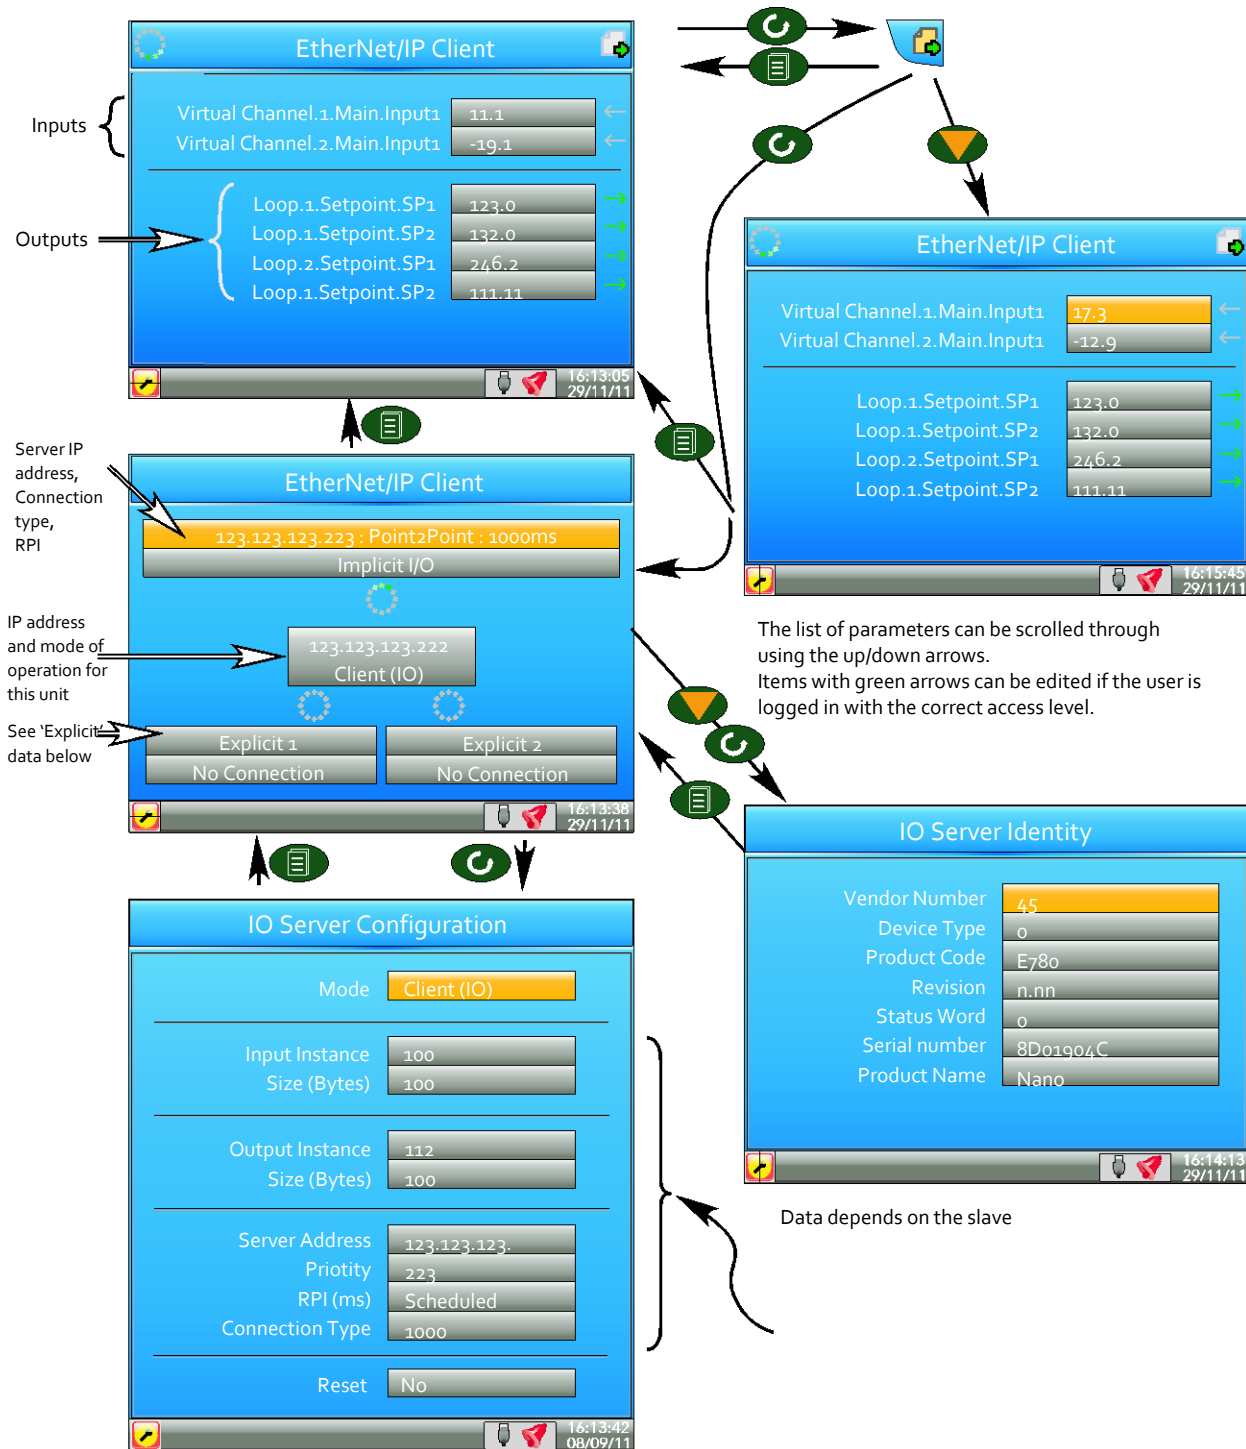 EtherNet/IP Client
Inputs
Virtual Channel.1.Main.Input1 11.1
Virtual Channel.2.Main.Input1 -19.1
Outputs
Loop.1.Setpoint.SP1 123.0
Loop.1.Setpoint.SP2 132.0
Loop.2.Setpoint.SP1 246.2
Loop.1.Setpoint.SP2 111.11
16:13:05
29/11/11
EtherNet/IP Client
Virtual Channel.1.Main.Input1 17.3
Virtual Channel.2.Main.Input1 -12.9
Loop.1.Setpoint.SP1 123.0
Loop.1.Setpoint.SP2 132.0
Loop.2.Setpoint.SP1 246.2
Loop.1.Setpoint.SP2 111.11
16:15:45
29/11/11
The list of parameters can be scrolled through
using the up/down arrows.
Items with green arrows can be edited if the user is
logged in with the correct access level.
Server IP
address,
Connection
type,
RPI
IP address
and mode of
operation for
this unit
See 'Explicit'
data below
EtherNet/IP Client
123.123.123.223 : Point2Point : 1000ms
Implicit I/O
123.123.123.222
Client (IO)
Explicit 1
No Connection
Explicit 2
No Connection
16:13:38
29/11/11
IO Server Identity
Vendor Number 45
Device Type 0
Product Code E780
Revision n.nn
Status Word 0
Serial number 8D01904C
Product Name Nano
16:14:13
29/11/11
Data depends on the slave
IO Server Configuration
Mode Client (IO)
Input Instance 100
Size (Bytes) 100
Output Instance 112
Size (Bytes) 100
Server Address 123.123.123.
Priotity 223
RPI (ms) Scheduled
Connection Type 1000
Reset No
16:13:42
08/09/11